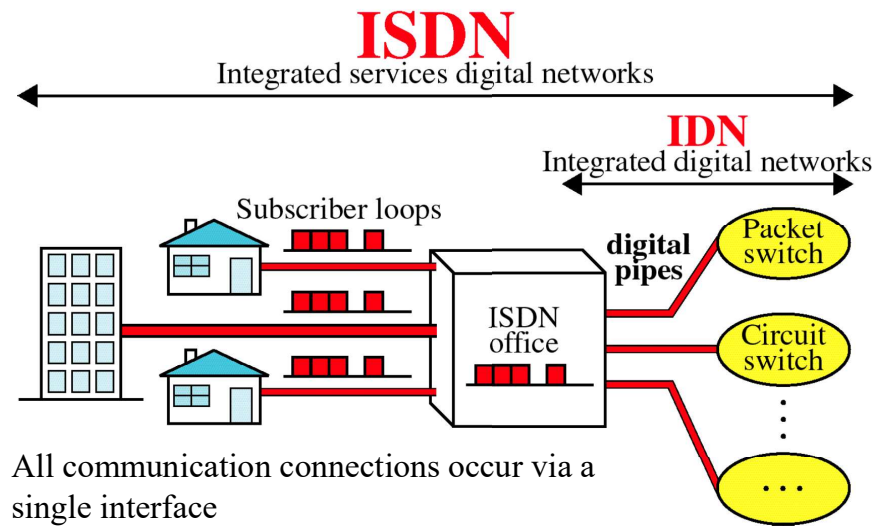 ISDN
Integrated services digital networks
IDN
Integrated digital networks
Subscriber loops
digital
pipes
Packet
switch
ISDN
office
Circuit
switch
All communication connections occur via a
single interface